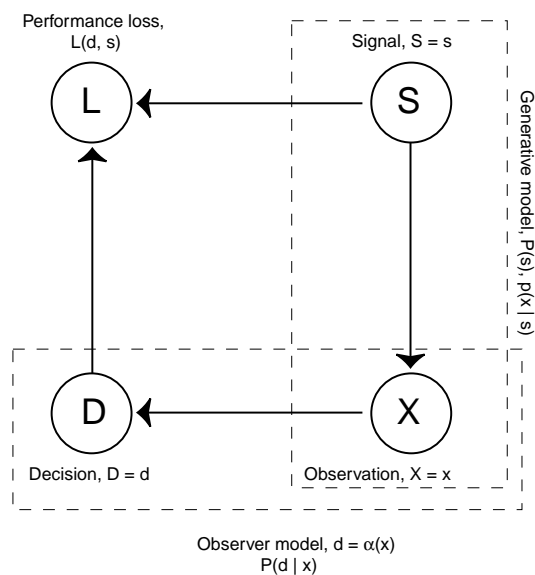 Performance loss,
L(d, s)
Signal, S = s
L
S
Generative model, P(s), p(x | s)
D
X
Decision, D = d
Observation, X = x
Observer model, d = α(x)
P(d | x)